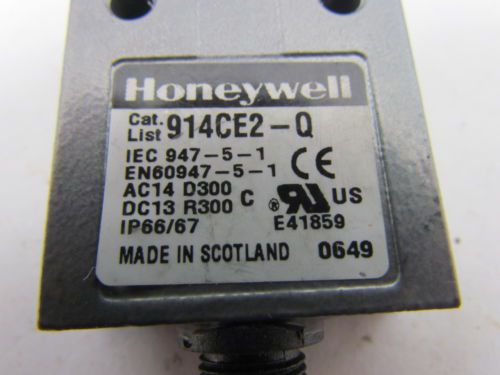 Honeywell
Cat. List 914CE2-Q
IEC 947-5-1
EN60947-5-1 CE
AC14 D300
DC13 R300 C ® RU US
IP66/67 E41859
MADE IN SCOTLAND 0649